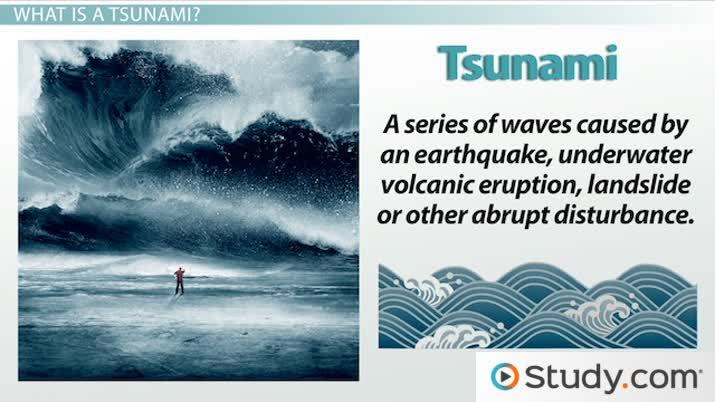 WHAT IS A TSUNAMI?
Tsunami
A series of waves caused by
an earthquake, underwater
volcanic eruption, landslide
or other abrupt disturbance.
Study.com®